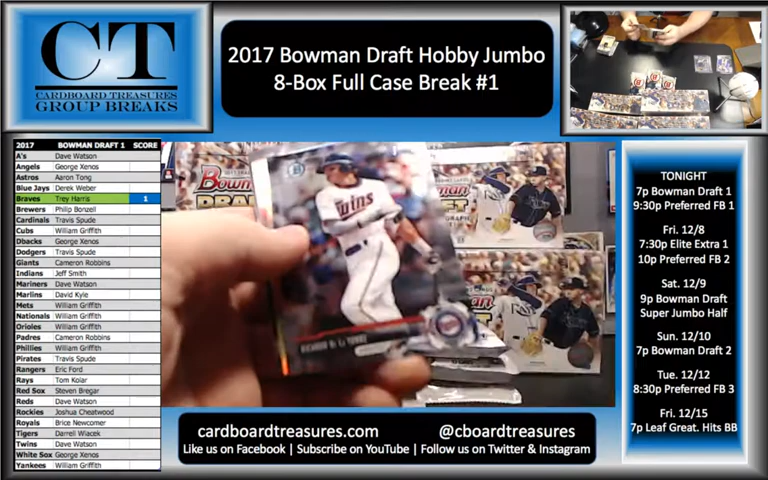 CT
CARDBOARD TREASURES
GROUP BREAKS
2017 Bowman Draft Hobby Jumbo
8-Box Full Case Break #1
2017 BOWMAN DRAFT 1 SCORE
A's Dave Watson
Angels George Xenos
Astros Aaron Tong
Blue Jays Derek Weber
Braves Trey Harris 1
Brewers Philip Bonzell
Cardinals Travis Spude
Cubs William Griffith
Dbacks George Xenos
Dodgers Travis Spude
Giants Cameron Robbins
Indians Jeff Smith
Mariners Dave Watson
Marlins David Kyle
Mets William Griffith
Nationals William Griffith
Orioles William Griffith
Padres Cameron Robbins
Phillies William Griffith
Pirates Travis Spude
Rangers Eric Ford
Rays Tom Kolar
Red Sox Steven Bregar
Reds Dave Watson
Rockies Joshua Cheatwood
Royals Brice Newcomer
Tigers Darrell Wiacek
Twins Dave Watson
White Sox George Xenos
Yankees William Griffith
Bowman
DRAFT
Twins
TONIGHT
7p Bowman Draft 1
9:30p Preferred FB 1
Fri. 12/8
7:30p Elite Extra 1
10p Preferred FB 2
Sat. 12/9
9p Bowman Draft
Super Jumbo Half
Sun. 12/10
7p Bowman Draft 2
Tue. 12/12
8:30p Preferred FB 3
Fri. 12/15
7p Leaf Great. Hits BB
cardboardtreasures.com @cboardtreasures
Like us on Facebook | Subscribe on YouTube | Follow us on Twitter & Instagram